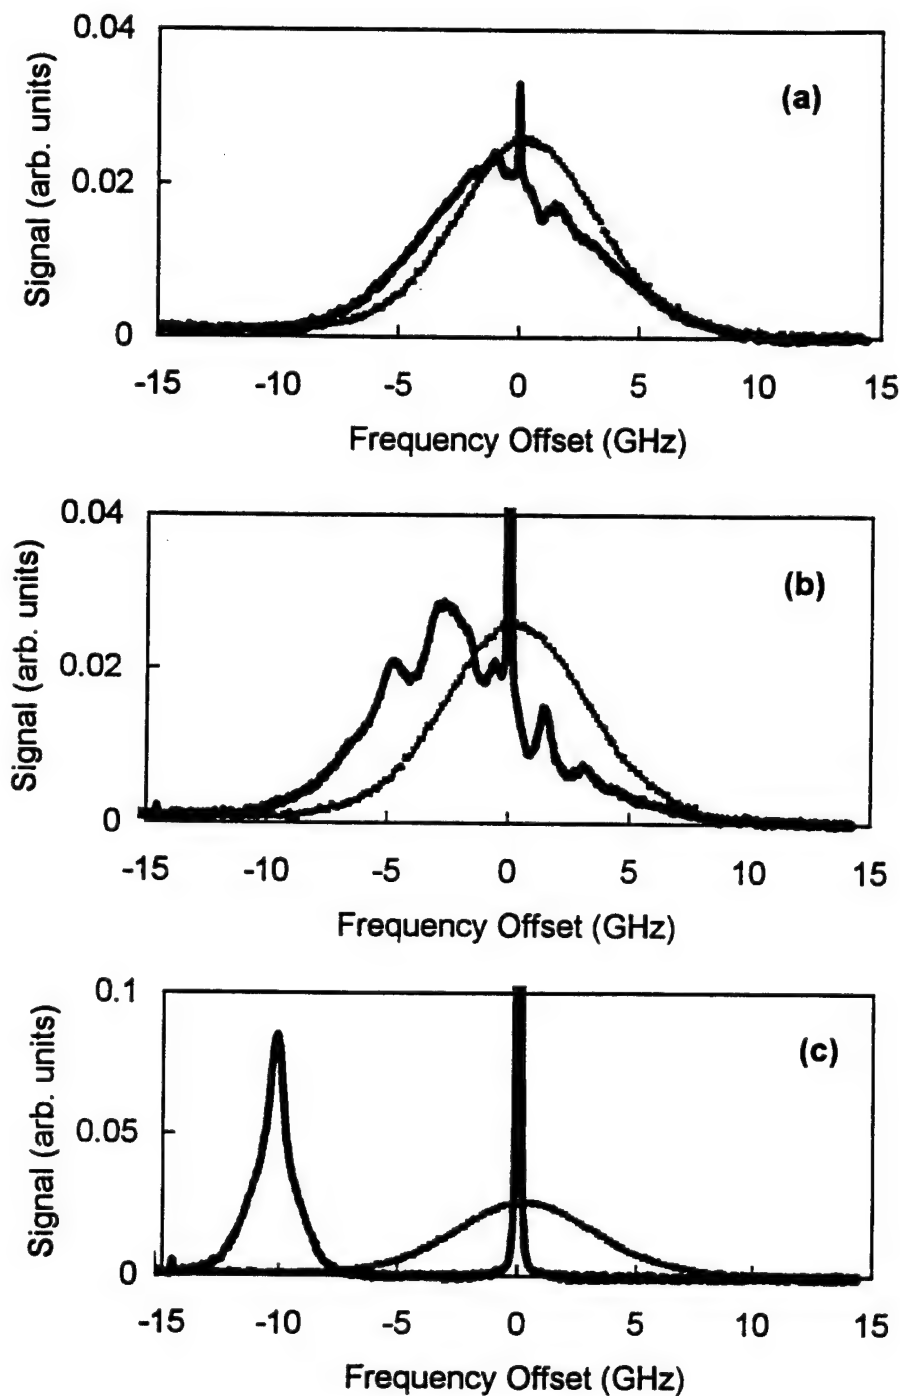 0.04
(a)
Signal (arb. units)
0.02
0
-15 -10 -5 0 5 10 15
Frequency Offset (GHz)
0.04
(b)
Signal (arb. units)
0.02
0
-15 -10 -5 0 5 10 15
Frequency Offset (GHz)
0.1
(c)
Signal (arb. units)
0.05
0
-15 -10 -5 0 5 10 15
Frequency Offset (GHz)